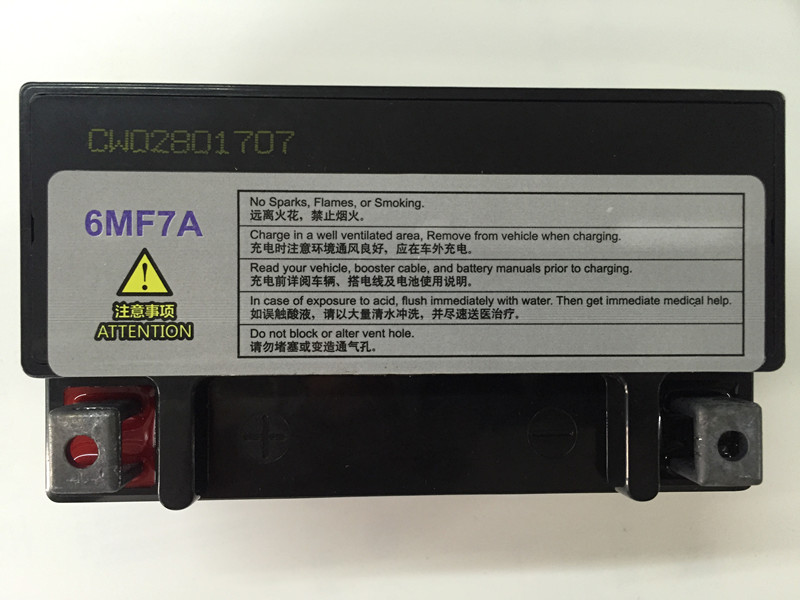 CW02801707
6MF7A
注意事项
ATTENTION
No Sparks, Flames, or Smoking.
远离火花，禁止烟火。
Charge in a well ventilated area, Remove from vehicle when charging.
充电时注意环境通风良好，应在车外充电。
Read your vehicle, booster cable, and battery manuals prior to charging.
充电前详阅车辆、搭电线及电池使用说明。
In case of exposure to acid, flush immediately with water. Then get immediate medical help.
如误触酸液，请以大量清水冲洗，并尽速送医治疗。
Do not block or alter vent hole.
请勿堵塞或变造通气孔。